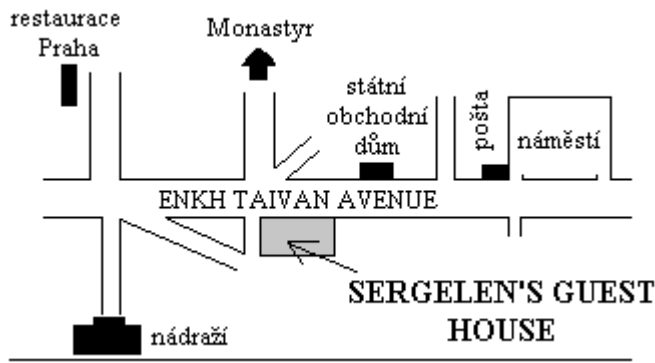 restaurace
Praha
Monastyr
státní
obchodní
dům
pošta
náměstí
ENKH TAIVAN AVENUE
SERGELEN'S GUEST
HOUSE
nádraží